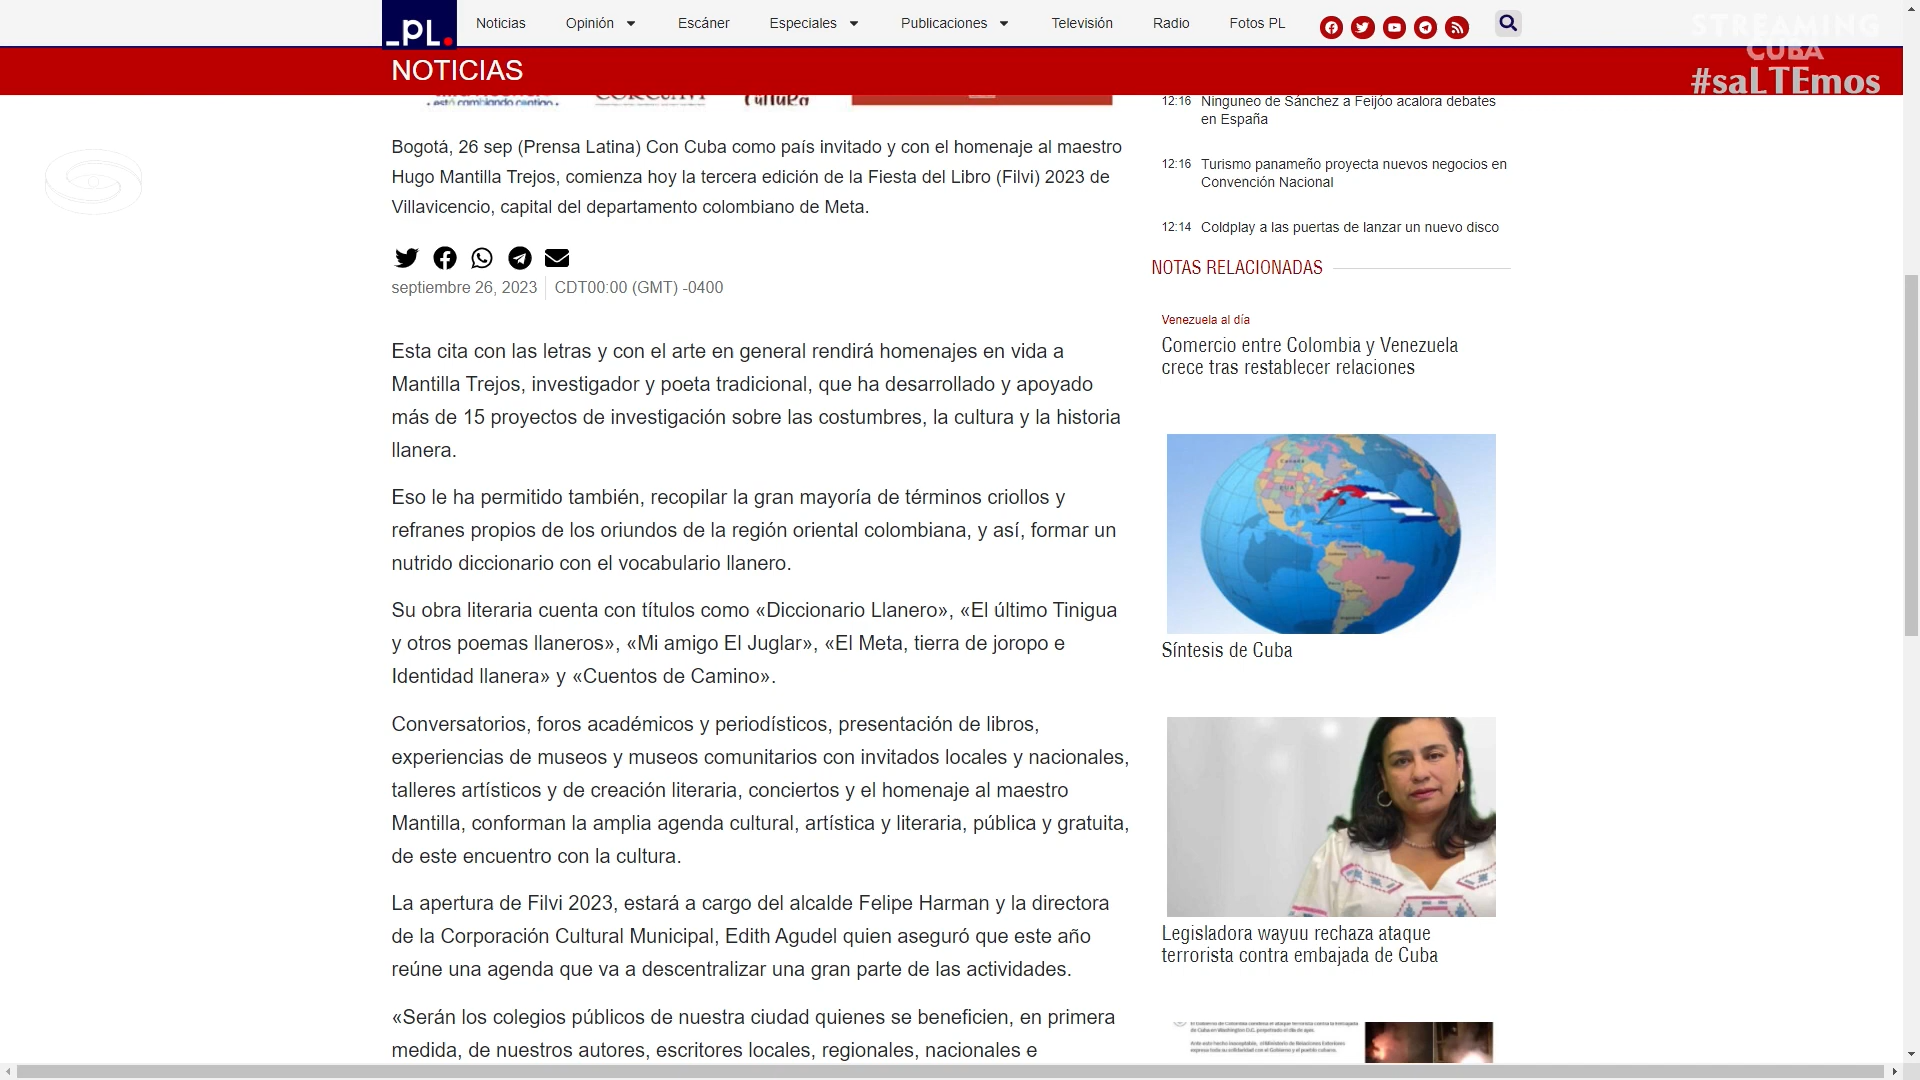 _PL.
Noticias
Opinión
Escáner
Especiales
Publicaciones
Televisión
Radio
Fotos PL
STREAMING
CUBA
#saLTEmos
NOTICIAS
está cambiando contigo
cultura
Bogotá, 26 sep (Prensa Latina) Con Cuba como país invitado y con el homenaje al maestro
Hugo Mantilla Trejos, comienza hoy la tercera edición de la Fiesta del Libro (Filvi) 2023 de
Villavicencio, capital del departamento colombiano de Meta.
septiembre 26, 2023
CDT00:00 (GMT) -0400
Esta cita con las letras y con el arte en general rendirá homenajes en vida a
Mantilla Trejos, investigador y poeta tradicional, que ha desarrollado y apoyado
más de 15 proyectos de investigación sobre las costumbres, la cultura y la historia
llanera.
Eso le ha permitido también, recopilar la gran mayoría de términos criollos y
refranes propios de los oriundos de la región oriental colombiana, y así, formar un
nutrido diccionario con el vocabulario llanero.
Su obra literaria cuenta con títulos como «Diccionario Llanero», «El último Tinigua
y otros poemas llaneros», «Mi amigo El Juglar», «El Meta, tierra de joropo e
Identidad llanera» y «Cuentos de Camino».
Conversatorios, foros académicos y periodísticos, presentación de libros,
experiencias de museos y museos comunitarios con invitados locales y nacionales,
talleres artísticos y de creación literaria, conciertos y el homenaje al maestro
Mantilla, conforman la amplia agenda cultural, artística y literaria, pública y gratuita,
de este encuentro con la cultura.
La apertura de Filvi 2023, estará a cargo del alcalde Felipe Harman y la directora
de la Corporación Cultural Municipal, Edith Agudel quien aseguró que este año
reúne una agenda que va a descentralizar una gran parte de las actividades.
«Serán los colegios públicos de nuestra ciudad quienes se beneficien, en primera
medida, de nuestros autores, escritores locales, regionales, nacionales e
12:16 Ninguneo de Sánchez a Feijóo acalora debates
en España
12:16 Turismo panameño proyecta nuevos negocios en
Convención Nacional
12:14 Coldplay a las puertas de lanzar un nuevo disco
NOTAS RELACIONADAS
Venezuela al día
Comercio entre Colombia y Venezuela
crece tras restablecer relaciones
Síntesis de Cuba
Legisladora wayuu rechaza ataque
terrorista contra embajada de Cuba